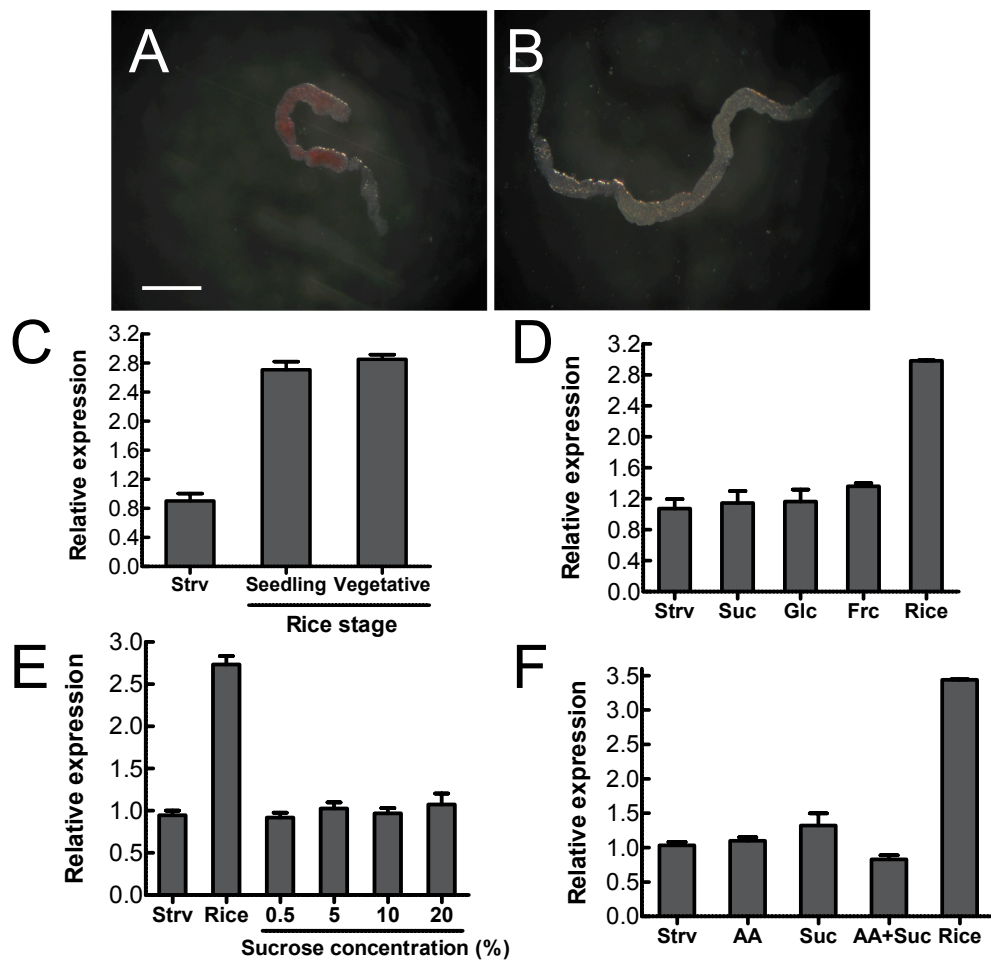 A
B
C
Relative expression
3.2
2.8
2.4
2.0
1.6
1.2
0.8
0.4
0.0
Strv Seedling Vegetative
Rice stage
D
Relative expression
3.2
2.8
2.4
2.0
1.6
1.2
0.8
0.4
0.0
Strv Suc Glc Frc Rice
E
Relative expression
3.0
2.5
2.0
1.5
1.0
0.5
0.0
Strv Rice 0.5 5 10 20
Sucrose concentration (%)
F
Relative expression
3.5
3.0
2.5
2.0
1.5
1.0
0.5
0.0
Strv AA Suc AA+Suc Rice